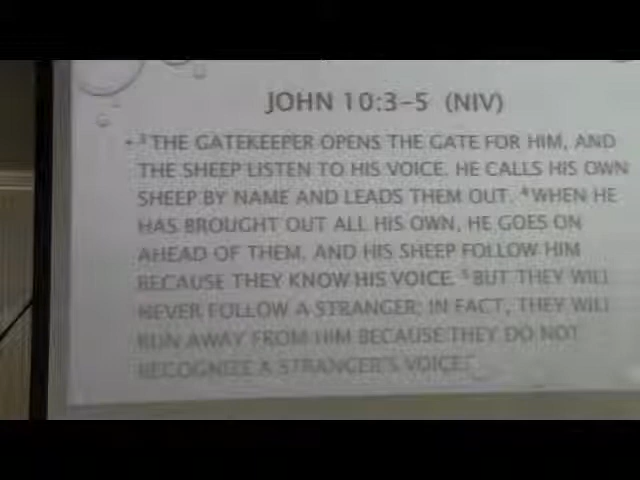 JOHN 10:3-5 (NIV)
• ³ THE GATEKEEPER OPENS THE GATE FOR HIM, AND
THE SHEEP LISTEN TO HIS VOICE. HE CALLS HIS OWN
SHEEP BY NAME AND LEADS THEM OUT. ⁴ WHEN HE
HAS BROUGHT OUT ALL HIS OWN, HE GOES ON
AHEAD OF THEM, AND HIS SHEEP FOLLOW HIM
BECAUSE THEY KNOW HIS VOICE. ⁵ BUT THEY WILL
NEVER FOLLOW A STRANGER; IN FACT, THEY WILL
RUN AWAY FROM HIM BECAUSE THEY DO NOT
RECOGNIZE A STRANGER'S VOICE."